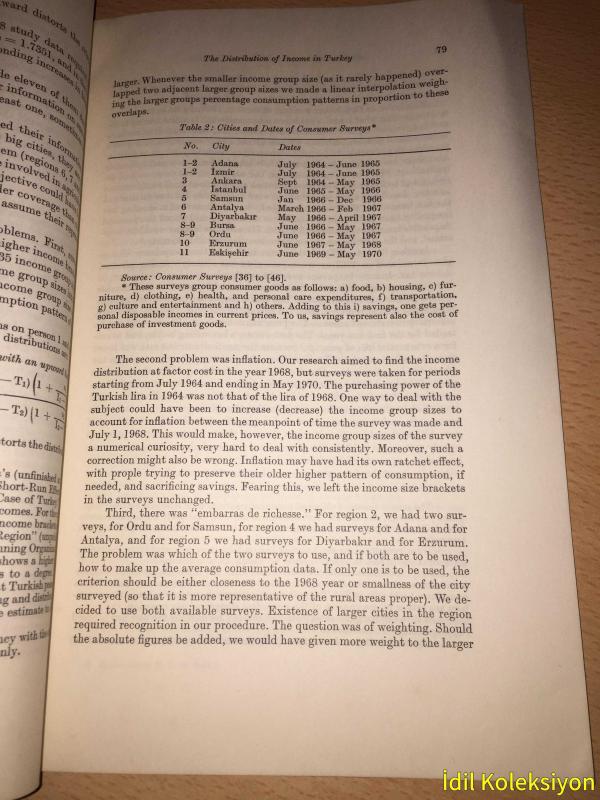 The Distribution of Income in Turkey 79
larger. Whenever the smaller income group size (as it rarely happened) over-
lapped two adjacent larger group sizes we made a linear interpolation weigh-
ing the larger groups percentage consumption patterns in proportion to these
overlaps.
Table 2: Cities and Dates of Consumer Surveys*
No. City Dates
1–2 Adana July 1964 – June 1965
1–2 İzmir July 1964 – June 1965
3 Ankara Sept 1964 – May 1965
4 İstanbul June 1965 – May 1966
5 Samsun Jan 1966 – Dec 1966
6 Antalya March 1966 – Feb 1967
7 Diyarbakır May 1966 – April 1967
8–9 Bursa June 1966 – May 1967
8–9 Ordu June 1966 – May 1967
10 Erzurum June 1967 – May 1968
11 Eskişehir June 1969 – May 1970
Source: Consumer Surveys [36] to [46].
* These surveys group consumer goods as follows: a) food, b) housing, c) fur-
niture, d) clothing, e) health, and personal care expenditures, f) transportation,
g) culture and entertainment and h) others. Adding to this i) savings, one gets per-
sonal disposable incomes in current prices. To us, savings represent also the cost of
purchase of investment goods.
The second problem was inflation. Our research aimed to find the income
distribution at factor cost in the year 1968, but surveys were taken for periods
starting from July 1964 and ending in May 1970. The purchasing power of the
Turkish lira in 1964 was not that of the lira of 1968. One way to deal with the
subject could have been to increase (decrease) the income group sizes to
account for inflation between the meanpoint of time the survey was made and
July 1, 1968. This would make, however, the income group sizes of the survey
a numerical curiosity, very hard to deal with consistently. Moreover, such a
correction might also be wrong. Inflation may have had its own ratchet effect,
with prople trying to preserve their older higher pattern of consumption, if
needed, and sacrificing savings. Fearing this, we left the income size brackets
in the surveys unchanged.
Third, there was "embarras de richesse." For region 2, we had two sur-
veys, for Ordu and for Samsun, for region 4 we had surveys for Adana and for
Antalya, and for region 5 we had surveys for Diyarbakır and for Erzurum.
The problem was which of the two surveys to use, and if both are to be used,
how to make up the average consumption data. If only one is to be used, the
criterion should be either closeness to the 1968 year or smallness of the city
surveyed (so that it is more representative of the rural areas proper). We de-
cided to use both available surveys. Existence of larger cities in the region
required recognition in our procedure. The question was of weighting. Should
the absolute figures be added, we would have given more weight to the larger
İdil Koleksiyon